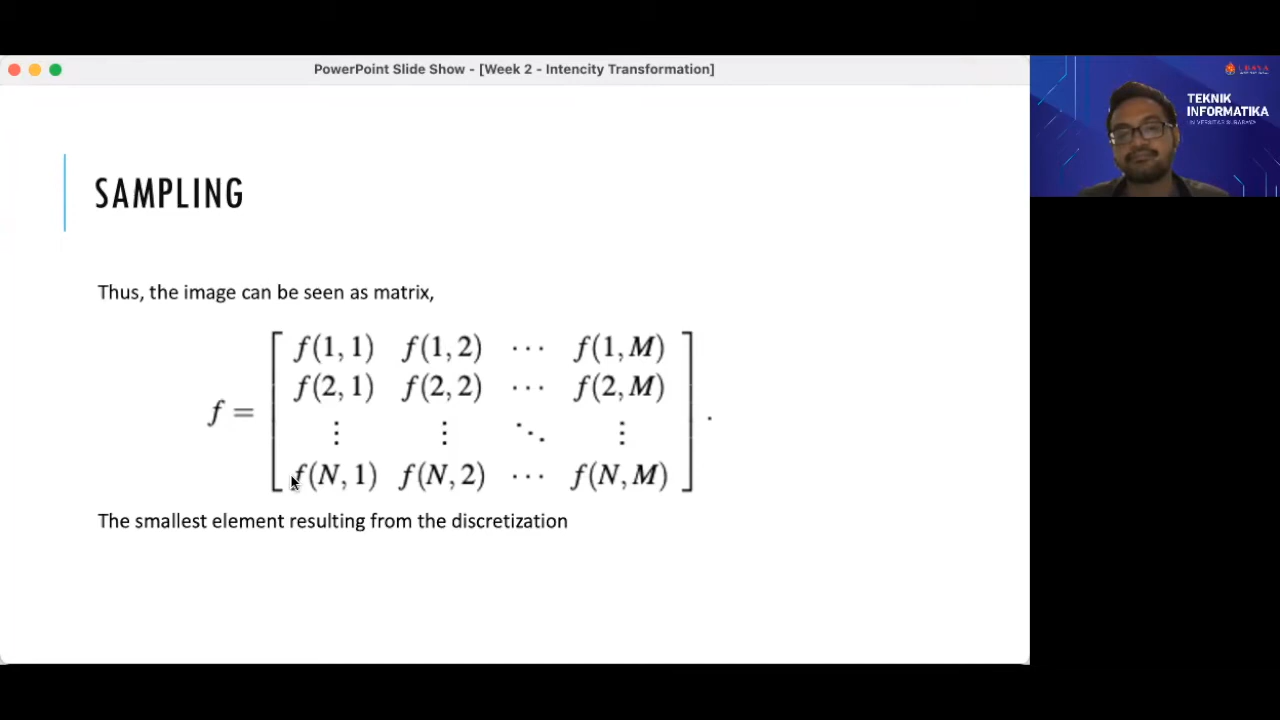 PowerPoint Slide Show - [Week 2 - Intencity Transformation]
TEKNIK
INFORMATIKA
SAMPLING
Thus, the image can be seen as matrix,
f(1, 1) f(1, 2) ⋯ f(1, M)
f(2, 1) f(2, 2) ⋯ f(2, M)
f =
⋮ ⋮ ⋱ ⋮ .
f(N, 1) f(N, 2) ⋯ f(N, M)
The smallest element resulting from the discretization